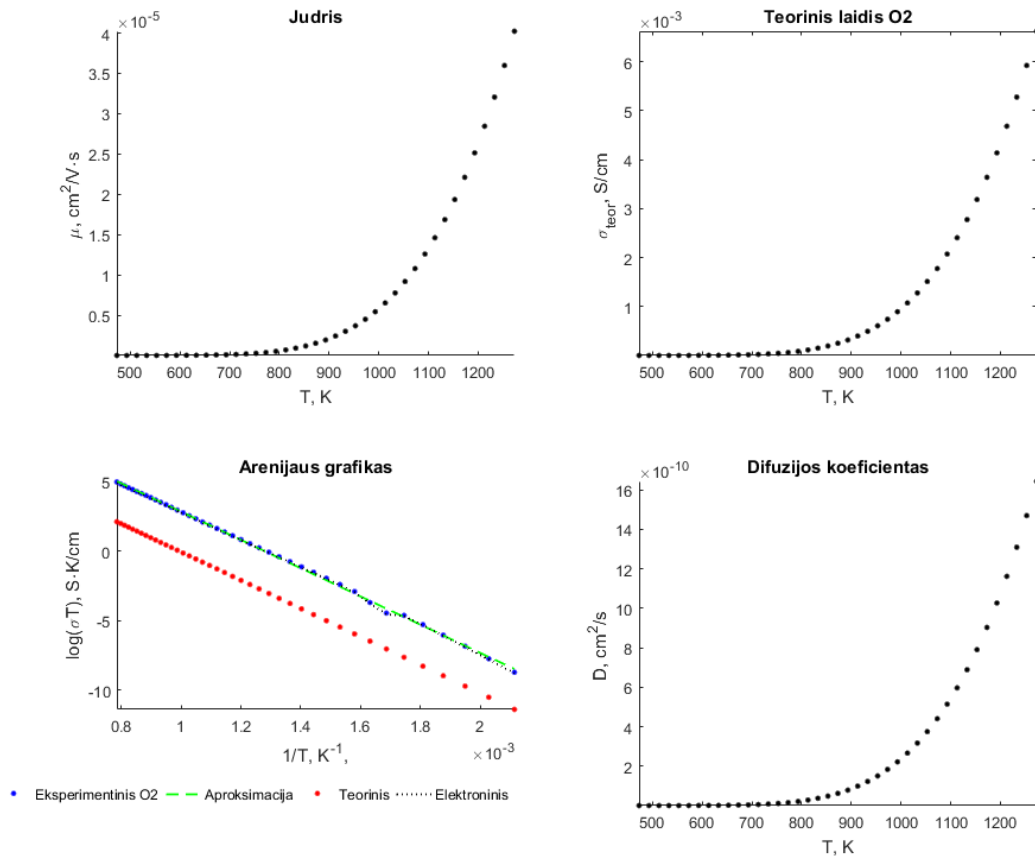 Judris
×10⁻⁵
4
3.5
3
2.5
2
1.5
1
0.5
μ, cm²/V·s
500 600 700 800 900 1000 1100 1200
T, K
Teorinis laidis O2
×10⁻³
6
5
4
3
2
1
σ_teor, S/cm
500 600 700 800 900 1000 1100 1200
T, K
Arenijaus grafikas
5
0
-5
-10
log(σT), S·K/cm
0.8 1 1.2 1.4 1.6 1.8 2
×10⁻³
1/T, K⁻¹,
Eksperimentinis O2 Aproksimacija Teorinis Elektroninis
Difuzijos koeficientas
×10⁻¹⁰
16
14
12
10
8
6
4
2
D, cm²/s
500 600 700 800 900 1000 1100 1200
T, K